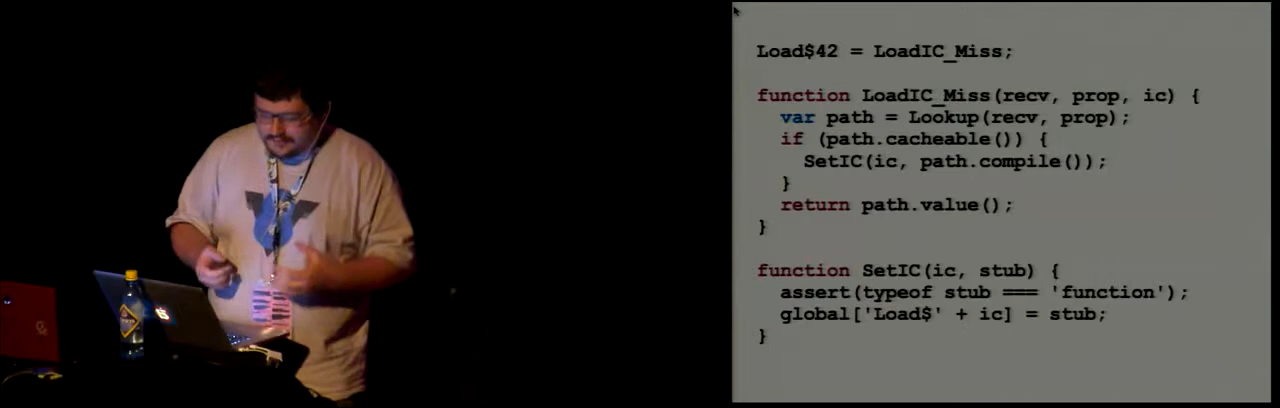 Load$42 = LoadIC_Miss;
function LoadIC_Miss(recv, prop, ic) {
var path = Lookup(recv, prop);
if (path.cacheable()) {
SetIC(ic, path.compile());
}
return path.value();
}
function SetIC(ic, stub) {
assert(typeof stub === 'function');
global['Load$' + ic] = stub;
}